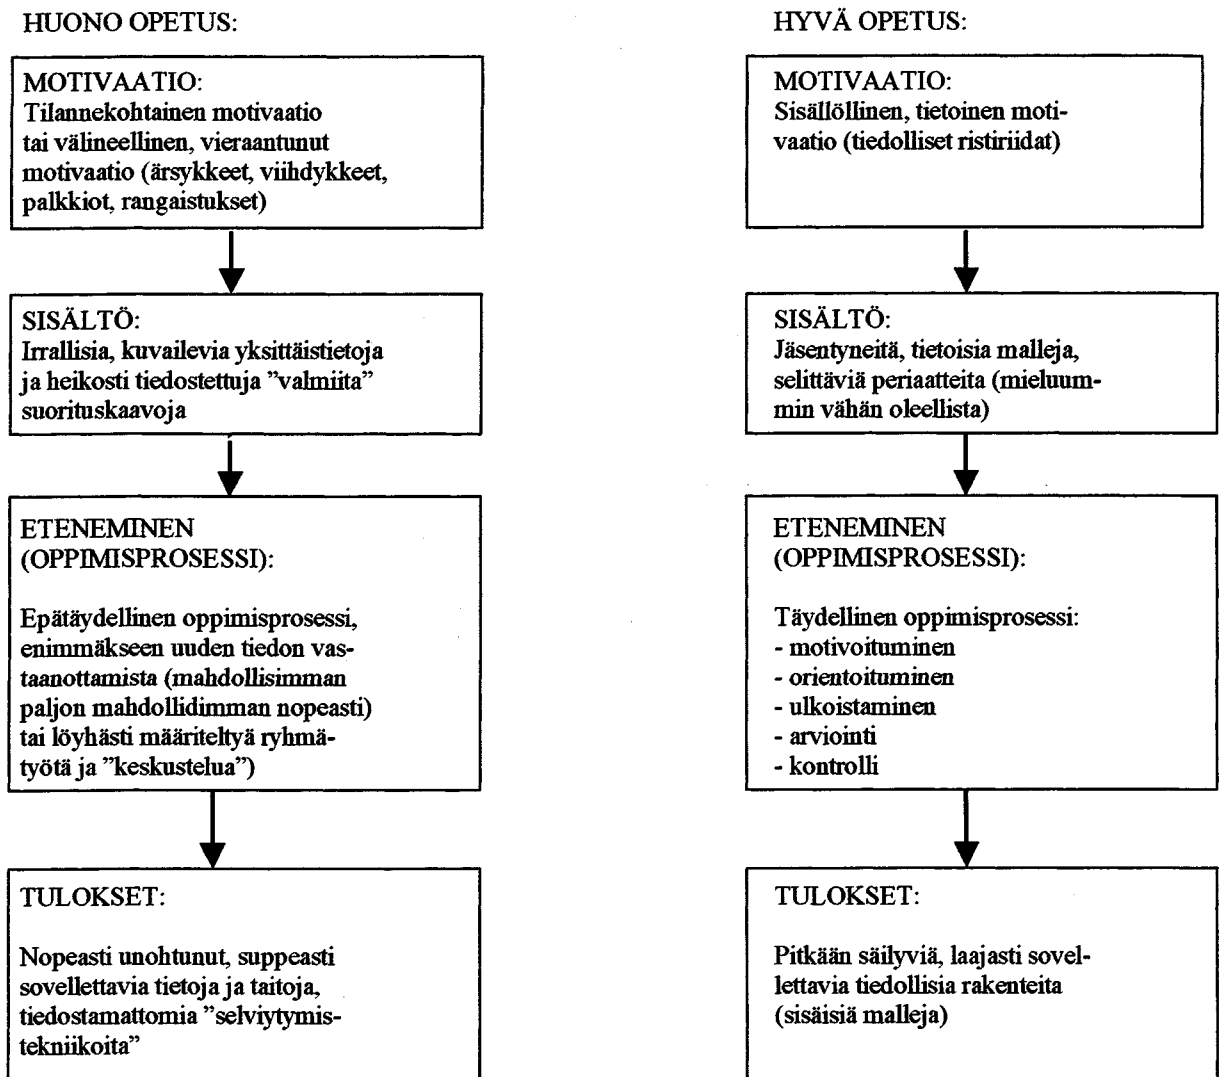 HUONO OPETUS:
MOTIVAATIO:
Tilannekohtainen motivaatio
tai välineellinen, vieraantunut
motivaatio (ärsykkeet, viihdykkeet,
palkkiot, rangaistukset)
SISÄLTÖ:
Irrallisia, kuvailevia yksittäistietoja
ja heikosti tiedostettuja ”valmiita”
suorituskaavoja
ETENEMINEN
(OPPIMISPROSESSI):
Epätäydellinen oppimisprosessi,
enimmäkseen uuden tiedon vas-
taanottamista (mahdollisimman
paljon mahdollidimman nopeasti)
tai löyhästi määriteltyä ryhmä-
työtä ja ”keskustelua”)
TULOKSET:
Nopeasti unohtunut, suppeasti
sovellettavia tietoja ja taitoja,
tiedostamattomia ”selviytymis-
tekniikoita”
HYVÄ OPETUS:
MOTIVAATIO:
Sisällöllinen, tietoinen moti-
vaatio (tiedolliset ristiriidat)
SISÄLTÖ:
Jäsentyneitä, tietoisia malleja,
selittäviä periaatteita (mieluum-
min vähän oleellista)
ETENEMINEN
(OPPIMISPROSESSI):
Täydellinen oppimisprosessi:
- motivoituminen
- orientoituminen
- ulkoistaminen
- arviointi
- kontrolli
TULOKSET:
Pitkään säilyviä, laajasti sovel-
lettavia tiedollisia rakenteita
(sisäisiä malleja)